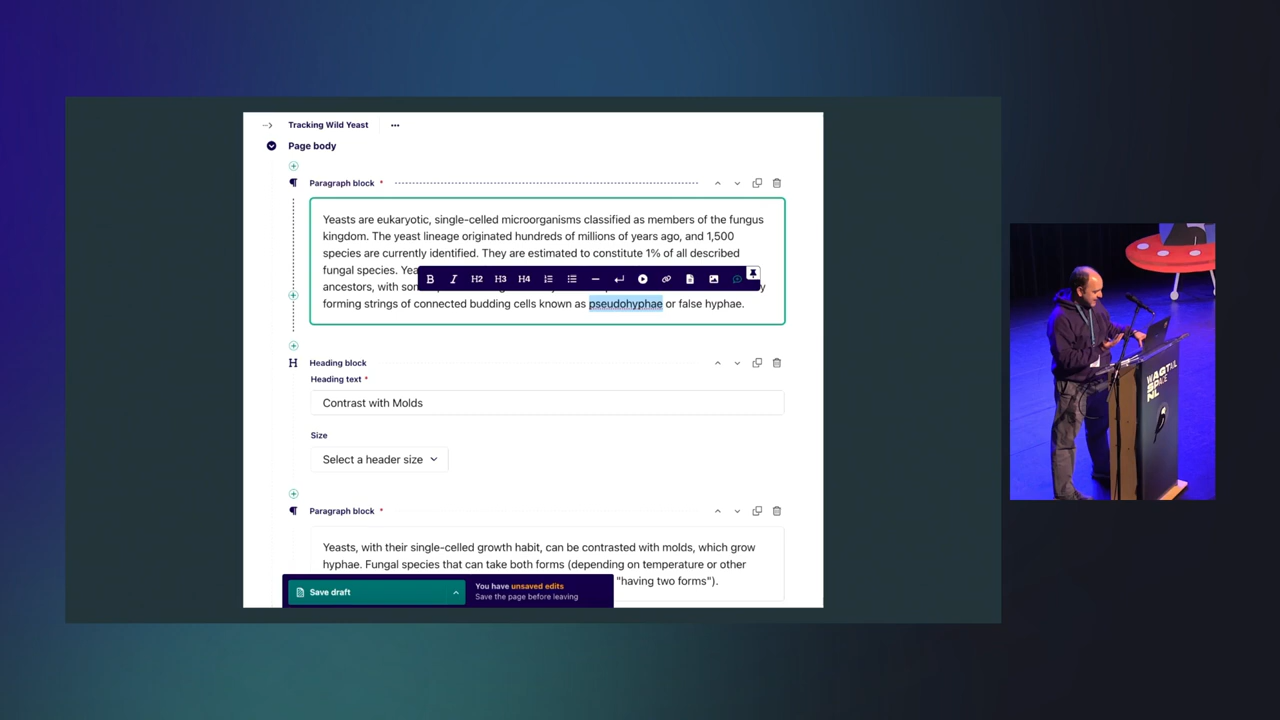 Tracking Wild Yeast
Page body
Paragraph block *
Yeasts are eukaryotic, single-celled microorganisms classified as members of the fungus
kingdom. The yeast lineage originated hundreds of millions of years ago, and 1,500
species are currently identified. They are estimated to constitute 1% of all described
fungal species.
B I H2 H3 H4
ancestors, with
forming strings of connected budding cells known as pseudohyphae or false hyphae.
H Heading block
Heading text *
Contrast with Molds
Size
Select a header size
Paragraph block *
Yeasts, with their single-celled growth habit, can be contrasted with molds, which grow
hyphae. Fungal species that can take both forms (depending on temperature or other
"having two forms").
Save draft
You have unsaved edits
Save the page before leaving
WAGTAIL
SPACE
NL